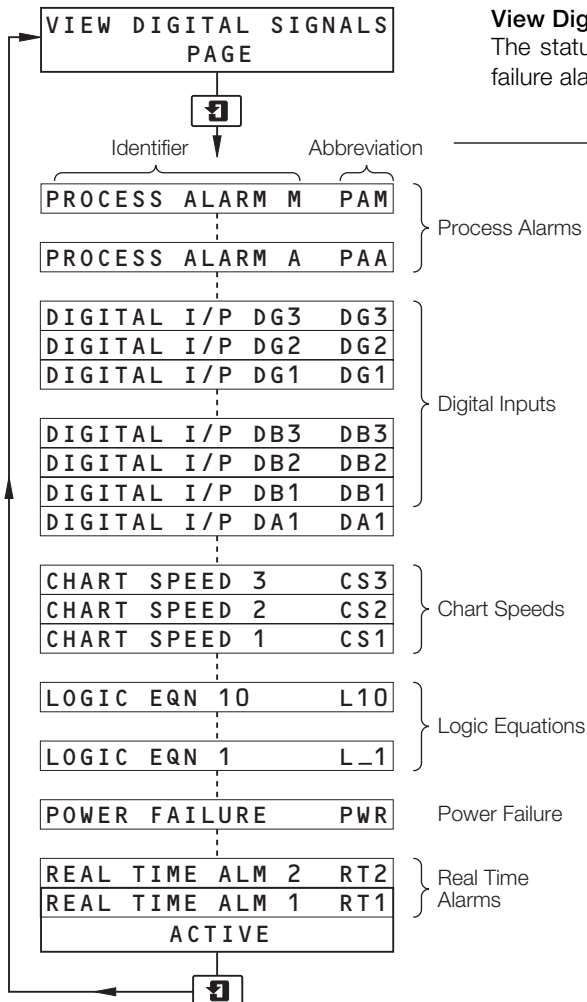 VIEW DIGITAL SIGNALS
PAGE
View Dig
The statu
failure ala
Identifier Abbreviation
PROCESS ALARM M PAM
PROCESS ALARM A PAA
Process Alarms
DIGITAL I/P DG3 DG3
DIGITAL I/P DG2 DG2
DIGITAL I/P DG1 DG1
DIGITAL I/P DB3 DB3
DIGITAL I/P DB2 DB2
DIGITAL I/P DB1 DB1
DIGITAL I/P DA1 DA1
Digital Inputs
CHART SPEED 3 CS3
CHART SPEED 2 CS2
CHART SPEED 1 CS1
Chart Speeds
LOGIC EQN 10 L10
LOGIC EQN 1 L_1
Logic Equations
POWER FAILURE PWR
Power Failure
REAL TIME ALM 2 RT2
REAL TIME ALM 1 RT1
ACTIVE
Real Time
Alarms